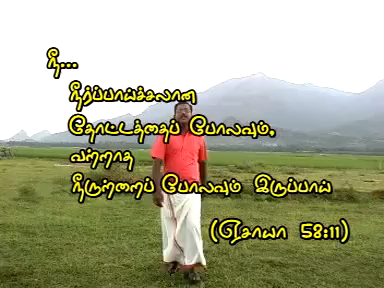 நீ...
நீர்ப்பாய்ச்சலான
தோட்டத்தைப் போலவும்,
வற்றாத
நீருற்றைப் போலவும் இருப்பாய்
(ஏசாயா 58:11)